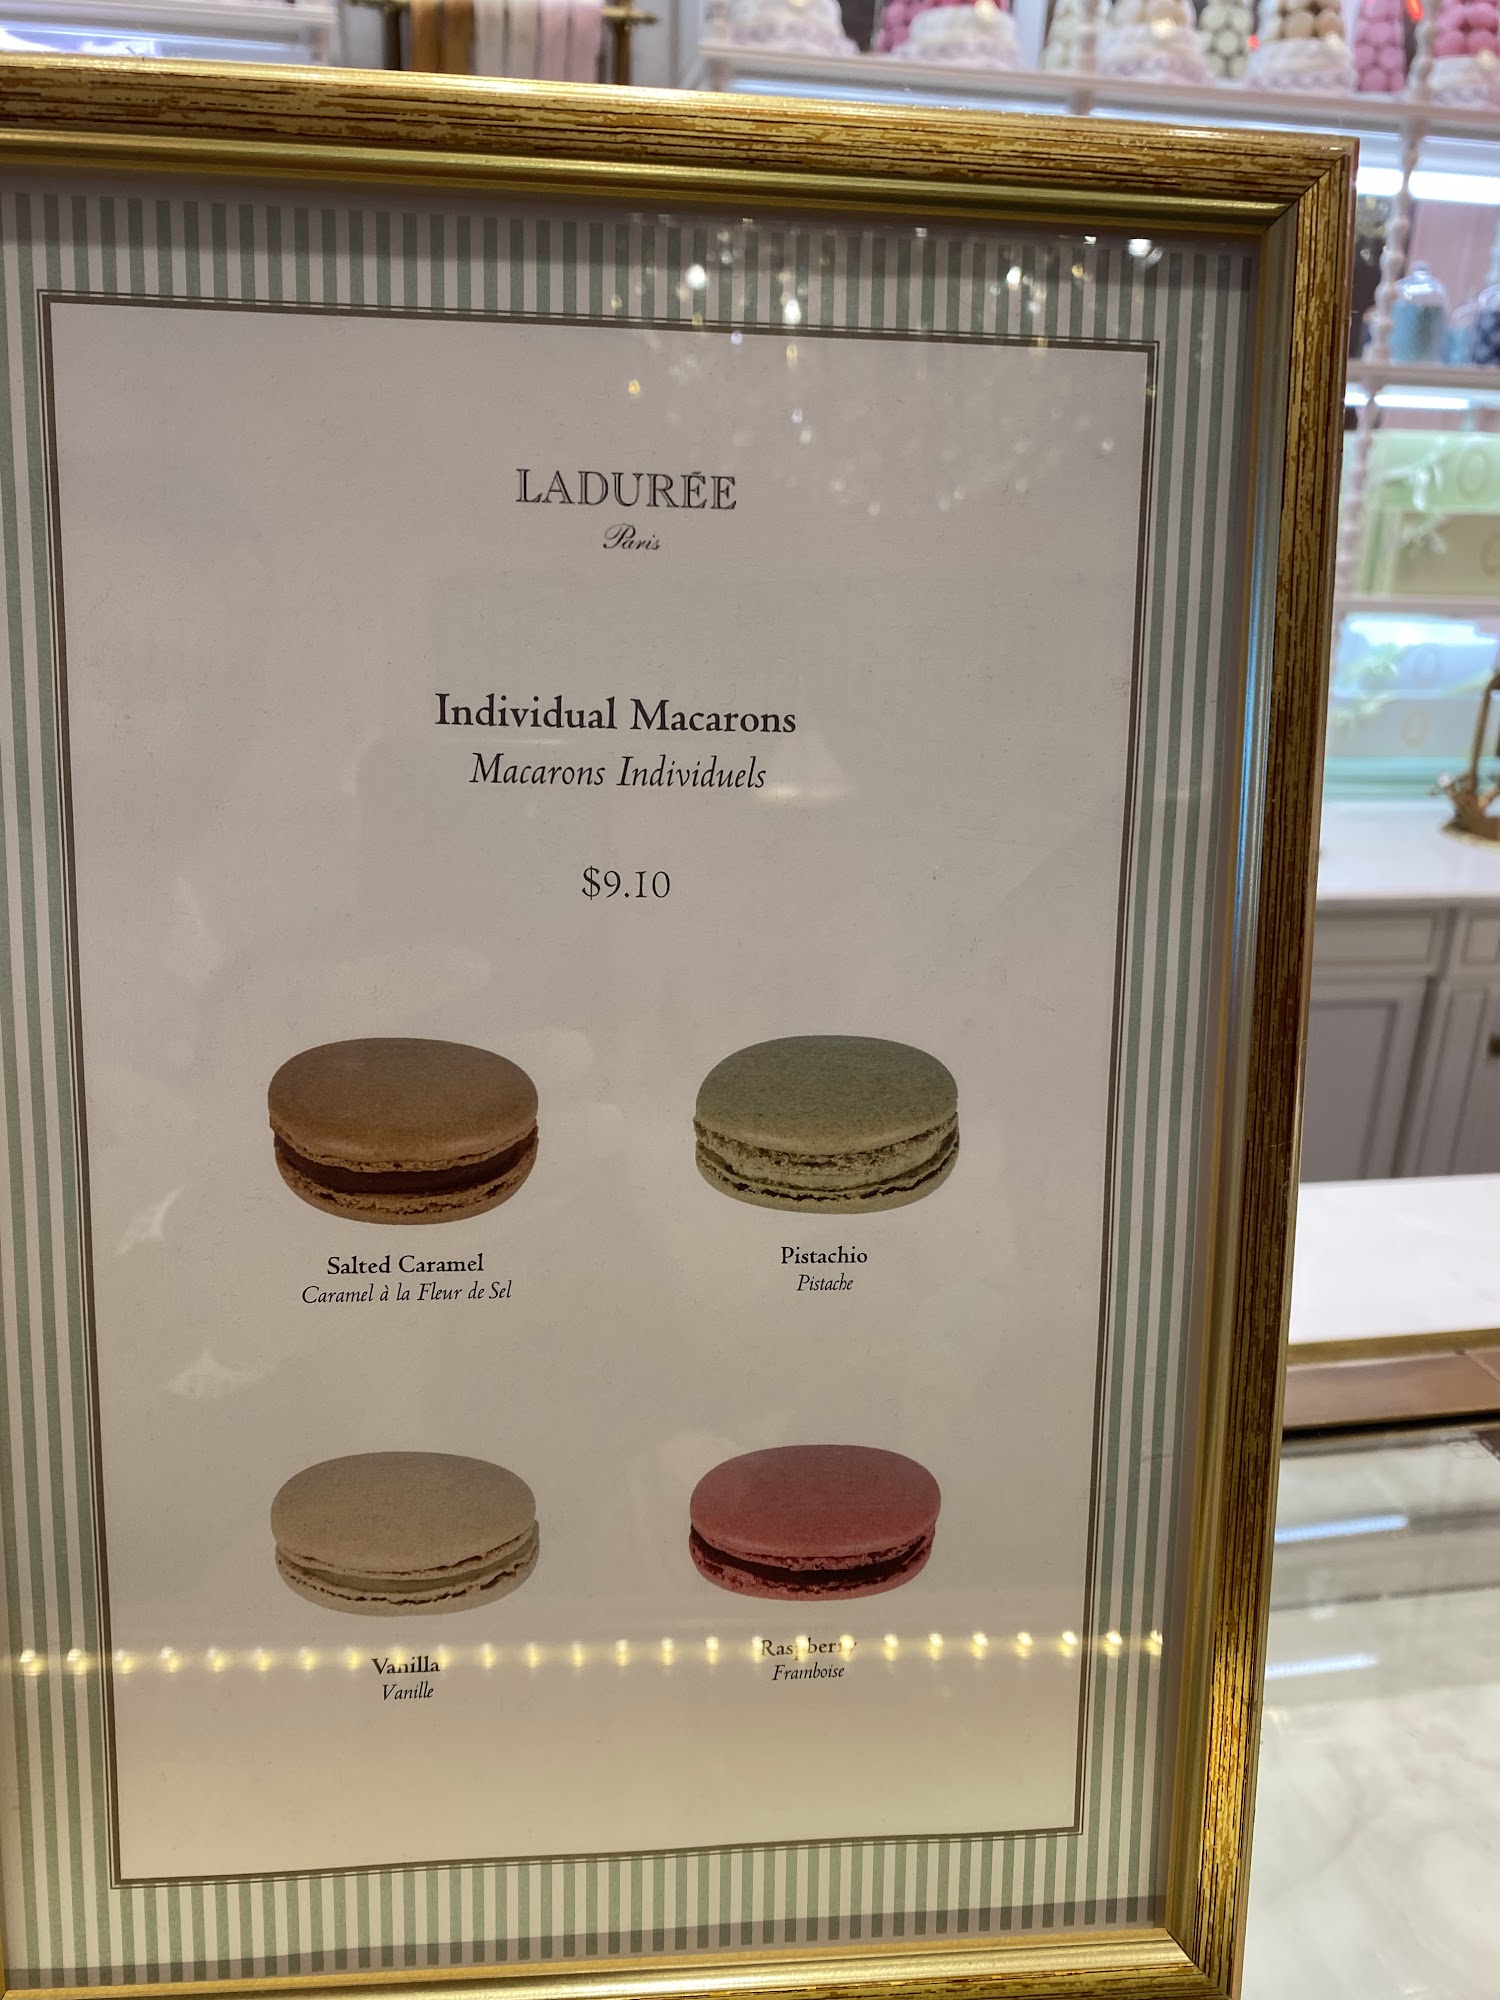 LADURÉE
Paris
Individual Macarons
Macarons Individuels
$9.10
Salted Caramel
Caramel à la Fleur de Sel
Pistachio
Pistache
Vanilla
Vanille
Raspberry
Framboise